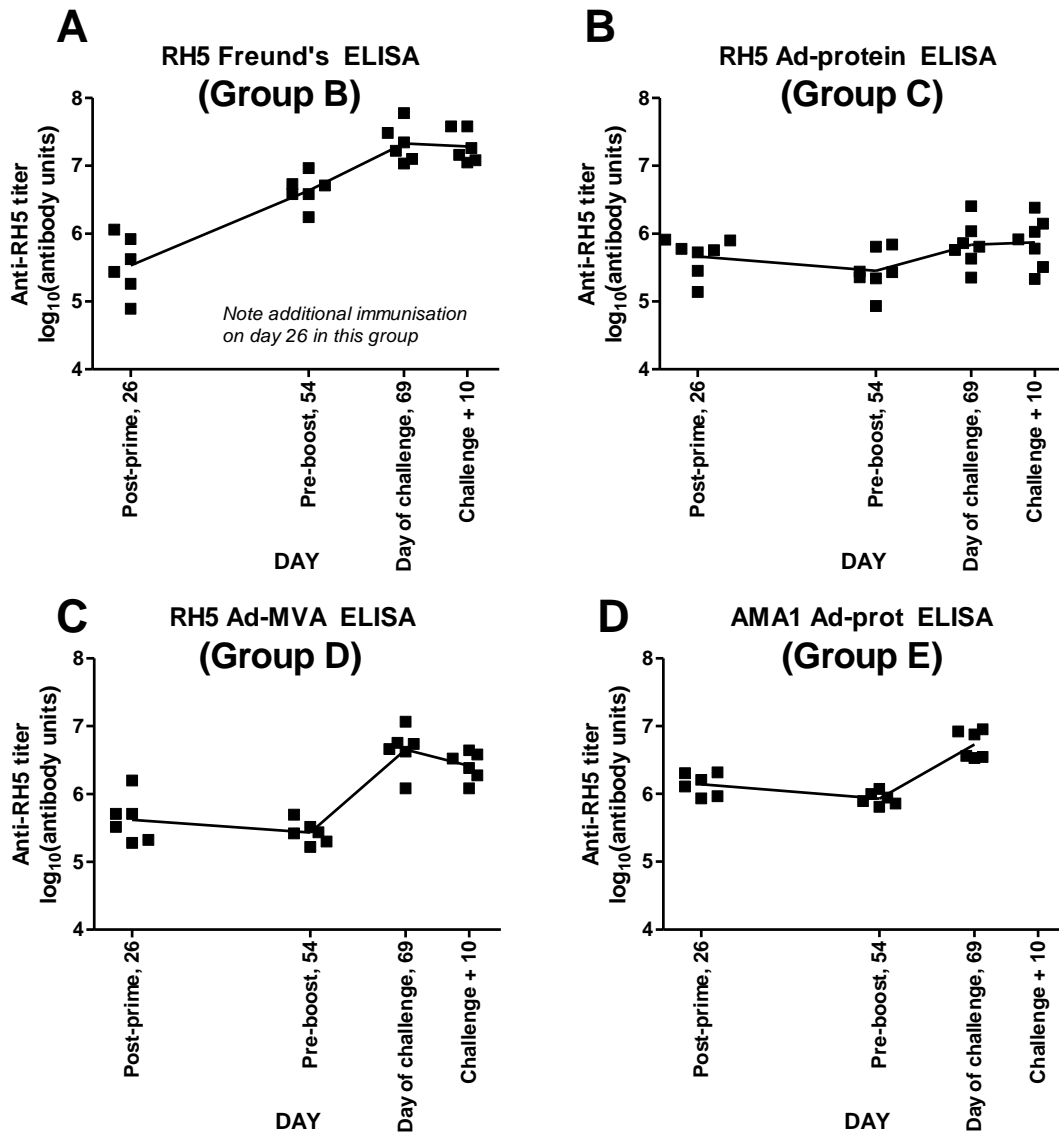 A
RH5 Freund's ELISA
(Group B)
Anti-RH5 titer
log10(antibody units)
8
7
6
5
4
Note additional immunisation
on day 26 in this group
Post-prime, 26
Pre-boost, 54
Day of challenge, 69
Challenge + 10
DAY
B
RH5 Ad-protein ELISA
(Group C)
Anti-RH5 titer
log10(antibody units)
8
7
6
5
4
Post-prime, 26
Pre-boost, 54
Day of challenge, 69
Challenge + 10
DAY
C
RH5 Ad-MVA ELISA
(Group D)
Anti-RH5 titer
log10(antibody units)
8
7
6
5
4
Post-prime, 26
Pre-boost, 54
Day of challenge, 69
Challenge + 10
DAY
D
AMA1 Ad-prot ELISA
(Group E)
Anti-RH5 titer
log10(antibody units)
8
7
6
5
4
Post-prime, 26
Pre-boost, 54
Day of challenge, 69
Challenge + 10
DAY